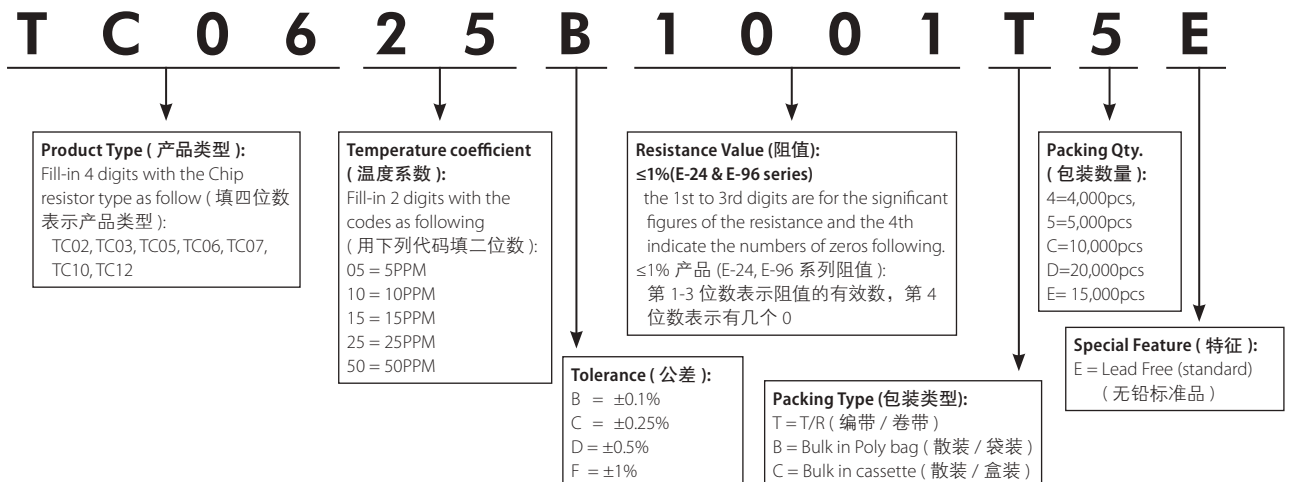 T C 0 6 2 5 B 1 0 0 1 T 5 E
Product Type ( 产品类型 ):
Fill-in 4 digits with the Chip
resistor type as follow ( 填四位数
表示产品类型 ):
TC02, TC03, TC05, TC06, TC07,
TC10, TC12
Temperature coefficient
( 温度系数 ):
Fill-in 2 digits with the
codes as following
( 用下列代码填二位数 ):
05 = 5PPM
10 = 10PPM
15 = 15PPM
25 = 25PPM
50 = 50PPM
Tolerance ( 公差 ):
B = ±0.1%
C = ±0.25%
D = ±0.5%
F = ±1%
Resistance Value (阻值):
≤1%(E-24 & E-96 series)
the 1st to 3rd digits are for the significant
figures of the resistance and the 4th
indicate the numbers of zeros following.
≤1% 产品 (E-24, E-96 系列阻值 ):
第 1-3 位数表示阻值的有效数，第 4
位数表示有几个 0
Packing Type (包装类型):
T = T/R ( 编带 / 卷带 )
B = Bulk in Poly bag ( 散装 / 袋装 )
C = Bulk in cassette ( 散装 / 盒装 )
Packing Qty.
( 包装数量 ):
4=4,000pcs,
5=5,000pcs
C=10,000pcs
D=20,000pcs
E= 15,000pcs
Special Feature ( 特征 ):
E = Lead Free (standard)
( 无铅标准品 )